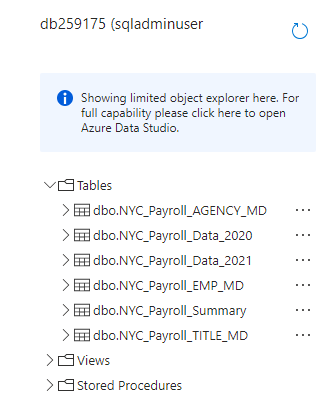 db259175 (sqladminuser
Showing limited object explorer here. For
full capability please click here to open
Azure Data Studio.
Tables
dbo.NYC_Payroll_AGENCY_MD
dbo.NYC_Payroll_Data_2020
dbo.NYC_Payroll_Data_2021
dbo.NYC_Payroll_EMP_MD
dbo.NYC_Payroll_Summary
dbo.NYC_Payroll_TITLE_MD
Views
Stored Procedures